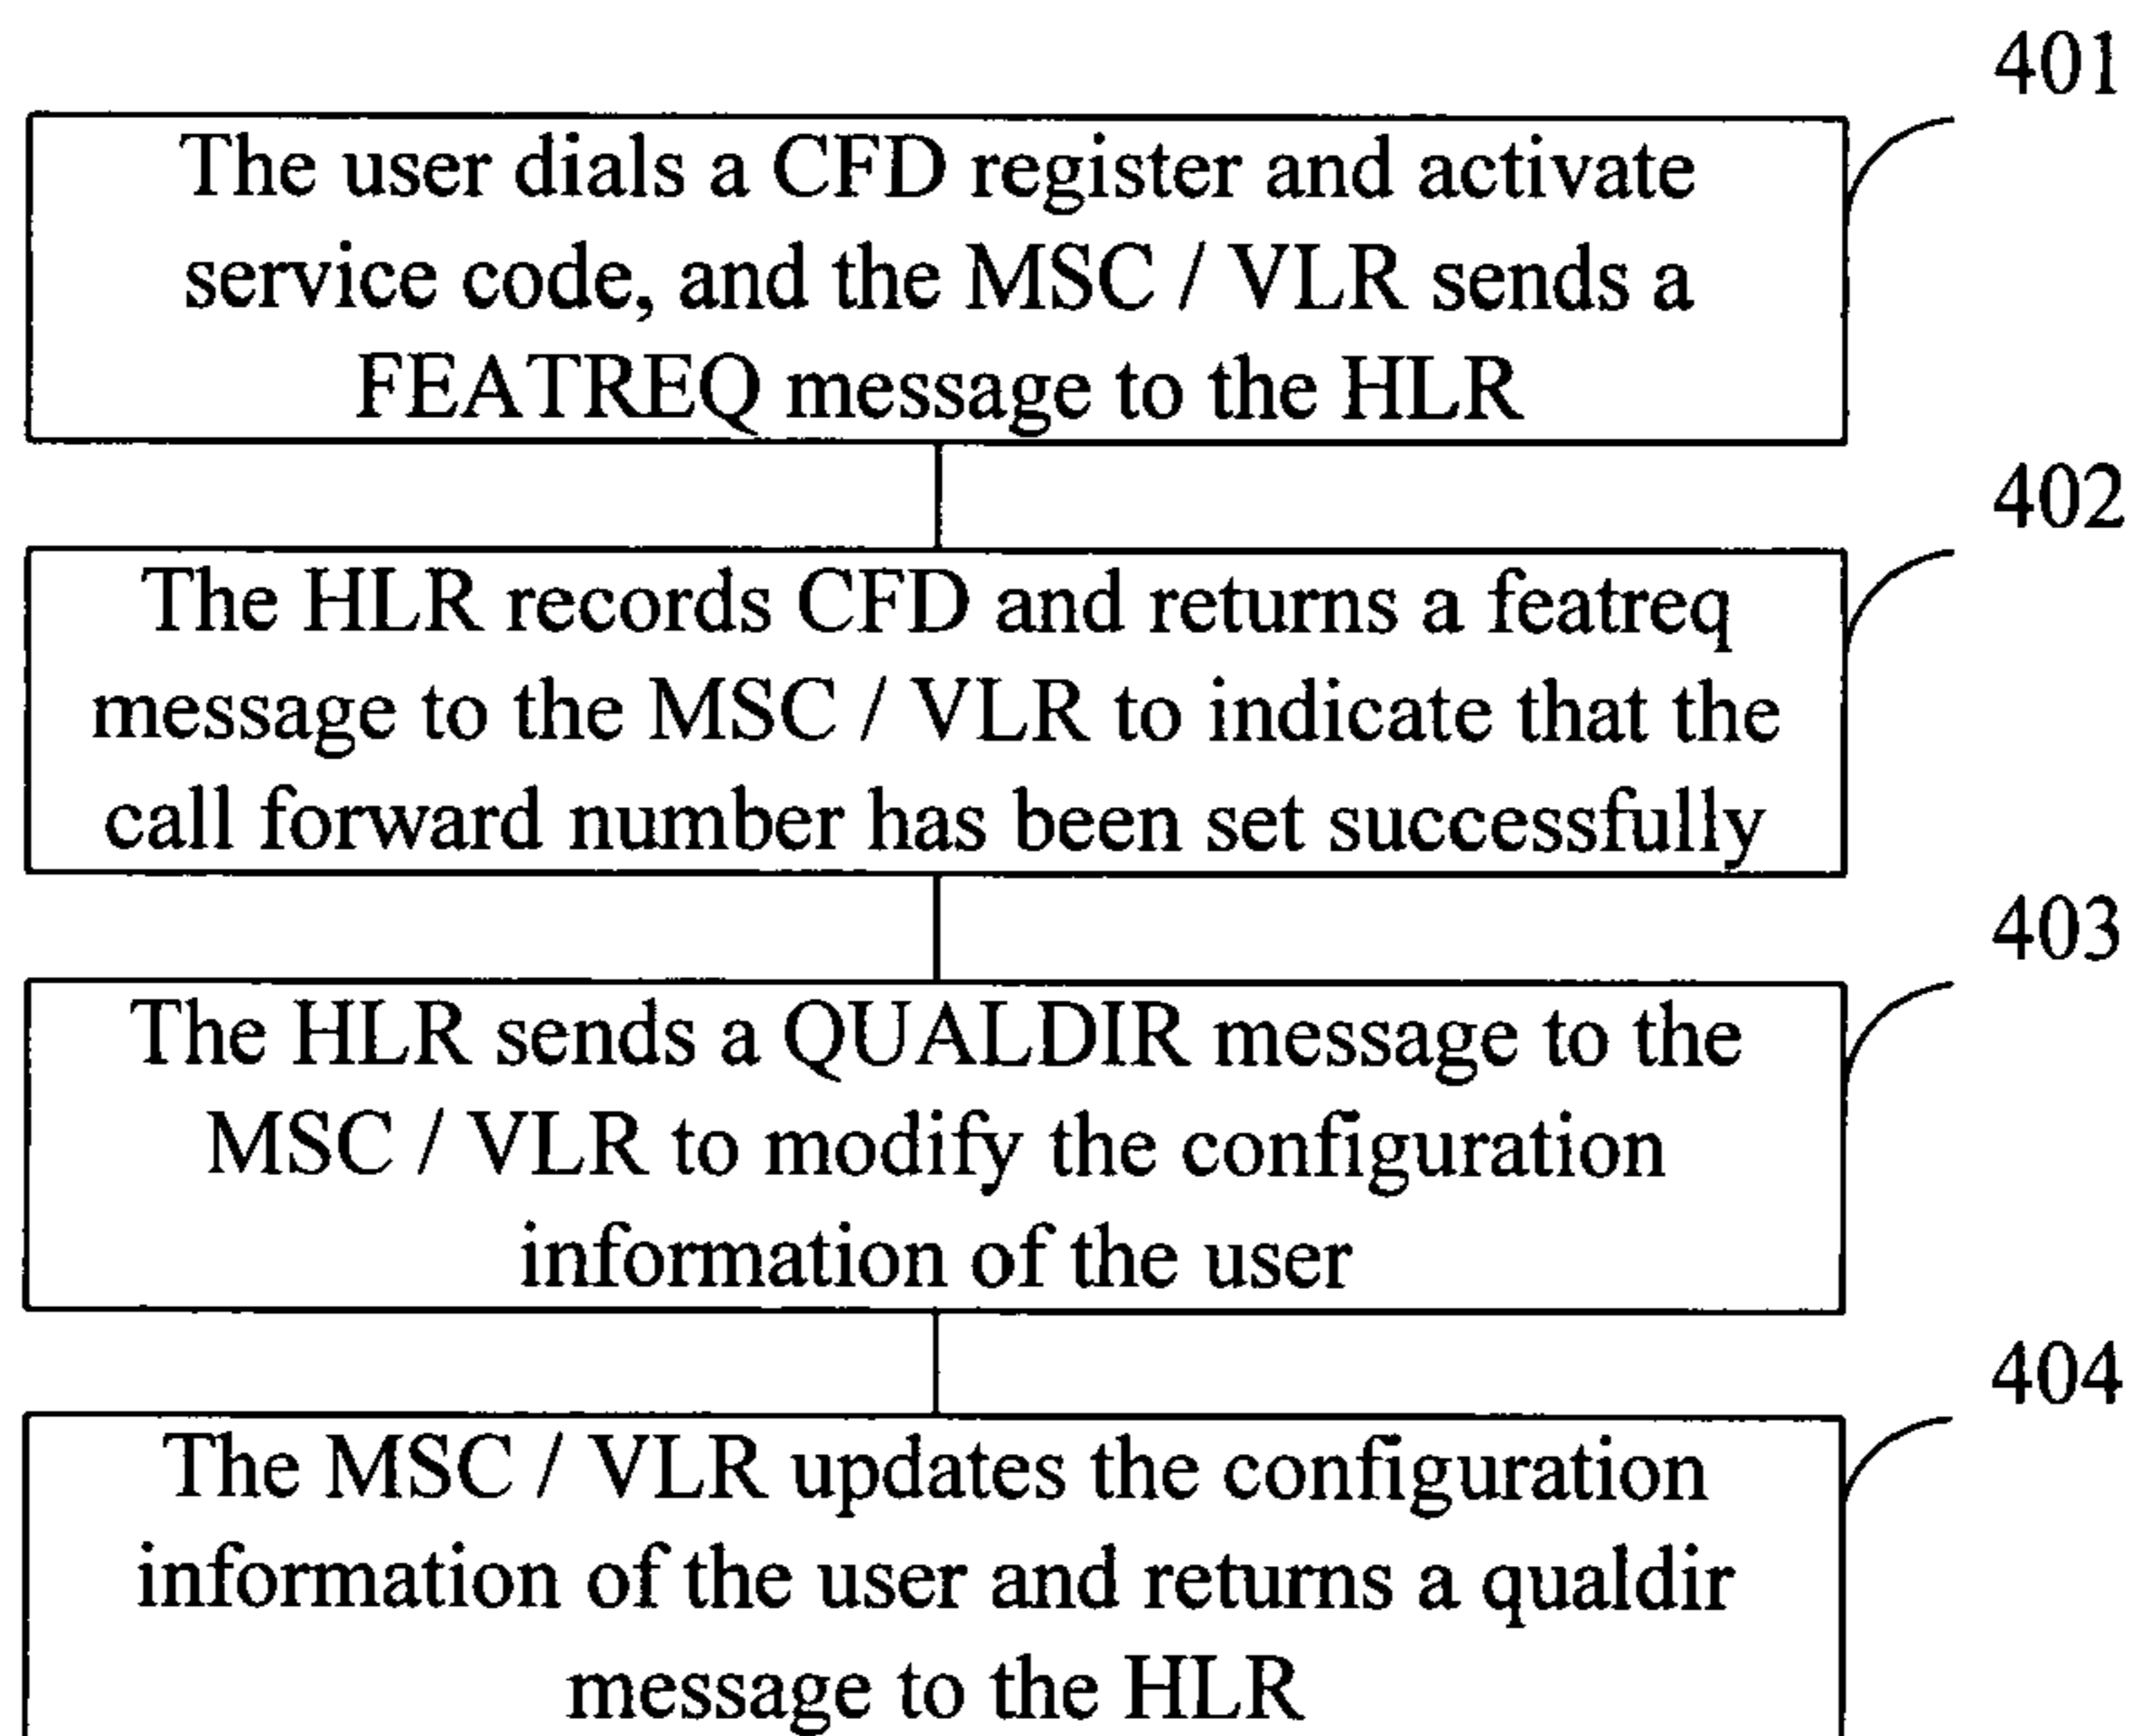 401
The user dials a CFD register and activate
service code, and the MSC / VLR sends a
FEATREQ message to the HLR
402
The HLR records CFD and returns a featreq
message to the MSC / VLR to indicate that the
call forward number has been set successfully
403
The HLR sends a QUALDIR message to the
MSC / VLR to modify the configuration
information of the user
404
The MSC / VLR updates the configuration
information of the user and returns a qualdir
message to the HLR